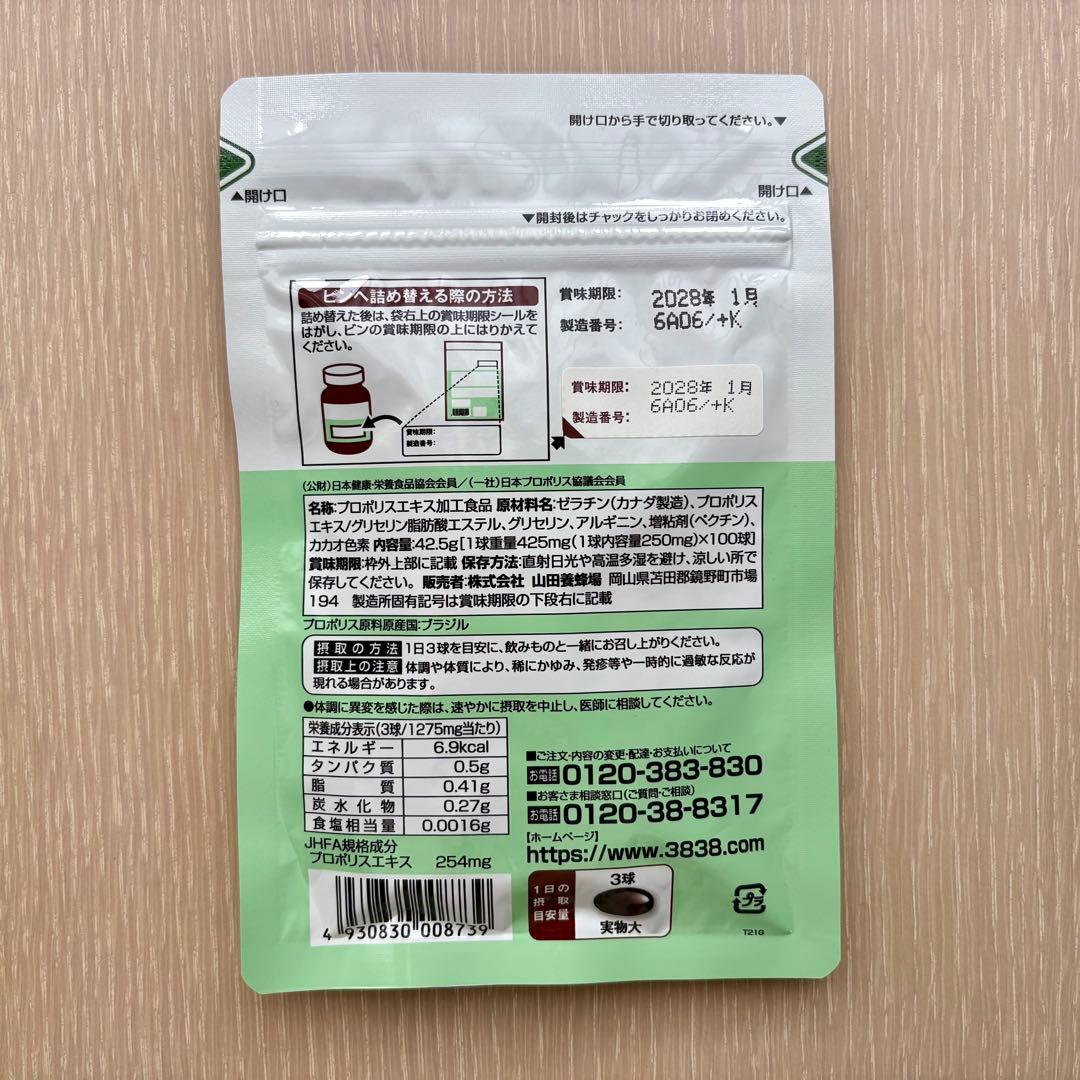 開け口から手で切り取ってください。▼
▲開け口
開け口▲
▼開封後はチャックをしっかりお閉めください。
ビンへ詰め替える際の方法
詰め替えた後は、袋右上の賞味期限シールを
はがし、ビンの賞味期限の上にはりかえて
ください。
賞味期限:
製造番号:
賞味期限: 2028年 1月
製造番号: 6A06/+K
賞味期限: 2028年 1月
製造番号: 6A06/+K
(公財)日本健康・栄養食品協会会員/(一社)日本プロポリス協議会会員
名称:プロポリスエキス加工食品 原材料名:ゼラチン(カナダ製造)、プロポリス
エキス/グリセリン脂肪酸エステル、グリセリン、アルギニン、増粘剤(ペクチン)、
カカオ色素 内容量:42.5g[1球重量425mg(1球内容量250mg)×100球]
賞味期限:枠外上部に記載 保存方法:直射日光や高温多湿を避け、涼しい所で
保存してください。 販売者:株式会社 山田養蜂場 岡山県苫田郡鏡野町市場
194 製造所固有記号は賞味期限の下段右に記載
プロポリス原料原産国:ブラジル
摂取の方法 1日3球を目安に、飲みものと一緒にお召し上がりください。
摂取上の注意 体調や体質により、稀にかゆみ、発疹等や一時的に過敏な反応が
現れる場合があります。
●体調に異変を感じた際は、速やかに摂取を中止し、医師に相談してください。
栄養成分表示(3球/1275mg当たり)
エネルギー 6.9kcal
タンパク質 0.5g
脂質 0.41g
炭水化物 0.27g
食塩相当量 0.0016g
JHFA規格成分
プロポリスエキス 254mg
■ご注文・内容の変更・配達・お支払いについて
お電話 0120-383-830
■お客さま相談窓口(ご質問・ご相談)
お電話 0120-38-8317
【ホームページ】
https://www.3838.com
4 930830 008739
1日の
摂取
目安量
3球
実物大
プラ
T21G